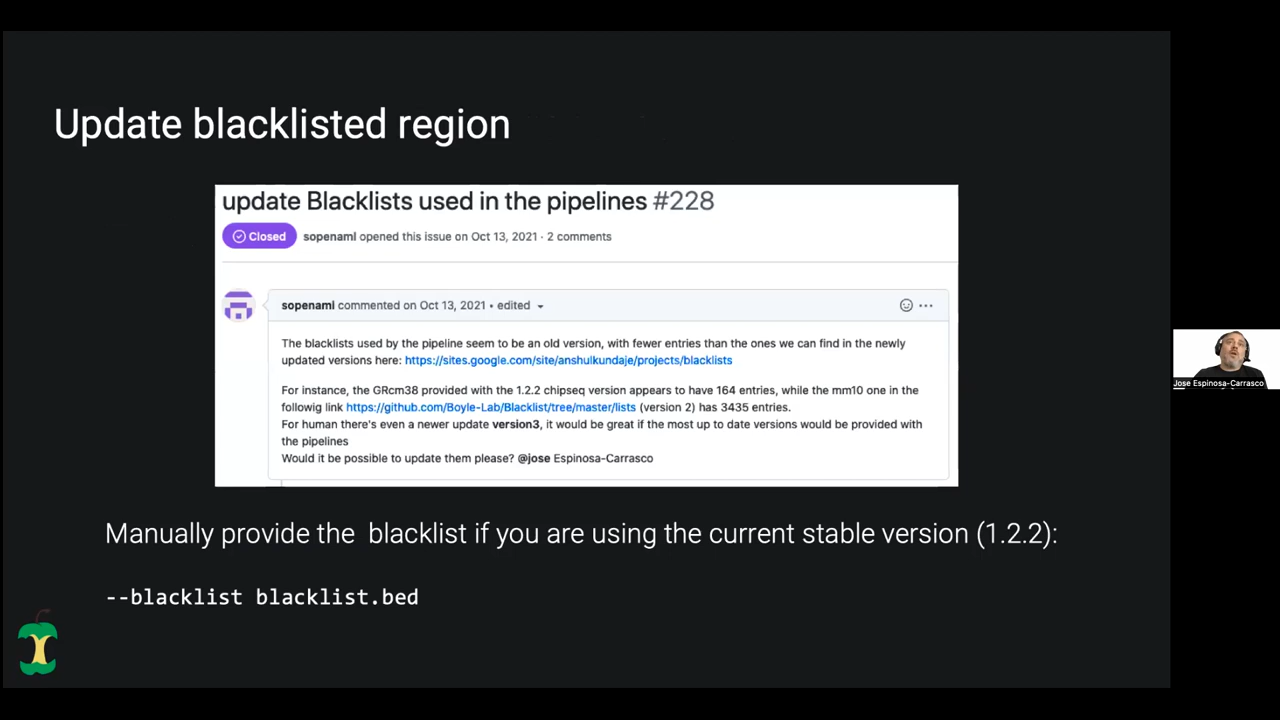 Update blacklisted region
update Blacklists used in the pipelines #228
Closed sopenaml opened this issue on Oct 13, 2021 · 2 comments
sopenaml commented on Oct 13, 2021 • edited
The blacklists used by the pipeline seem to be an old version, with fewer entries than the ones we can find in the newly
updated versions here: https://sites.google.com/site/anshulkundaje/projects/blacklists
For instance, the GRcm38 provided with the 1.2.2 chipseq version appears to have 164 entries, while the mm10 one in the
followig link https://github.com/Boyle-Lab/Blacklist/tree/master/lists (version 2) has 3435 entries.
For human there's even a newer update version3, it would be great if the most up to date versions would be provided with
the pipelines
Would it be possible to update them please? @jose Espinosa-Carrasco
Jose Espinosa-Carrasco
Manually provide the blacklist if you are using the current stable version (1.2.2):
--blacklist blacklist.bed